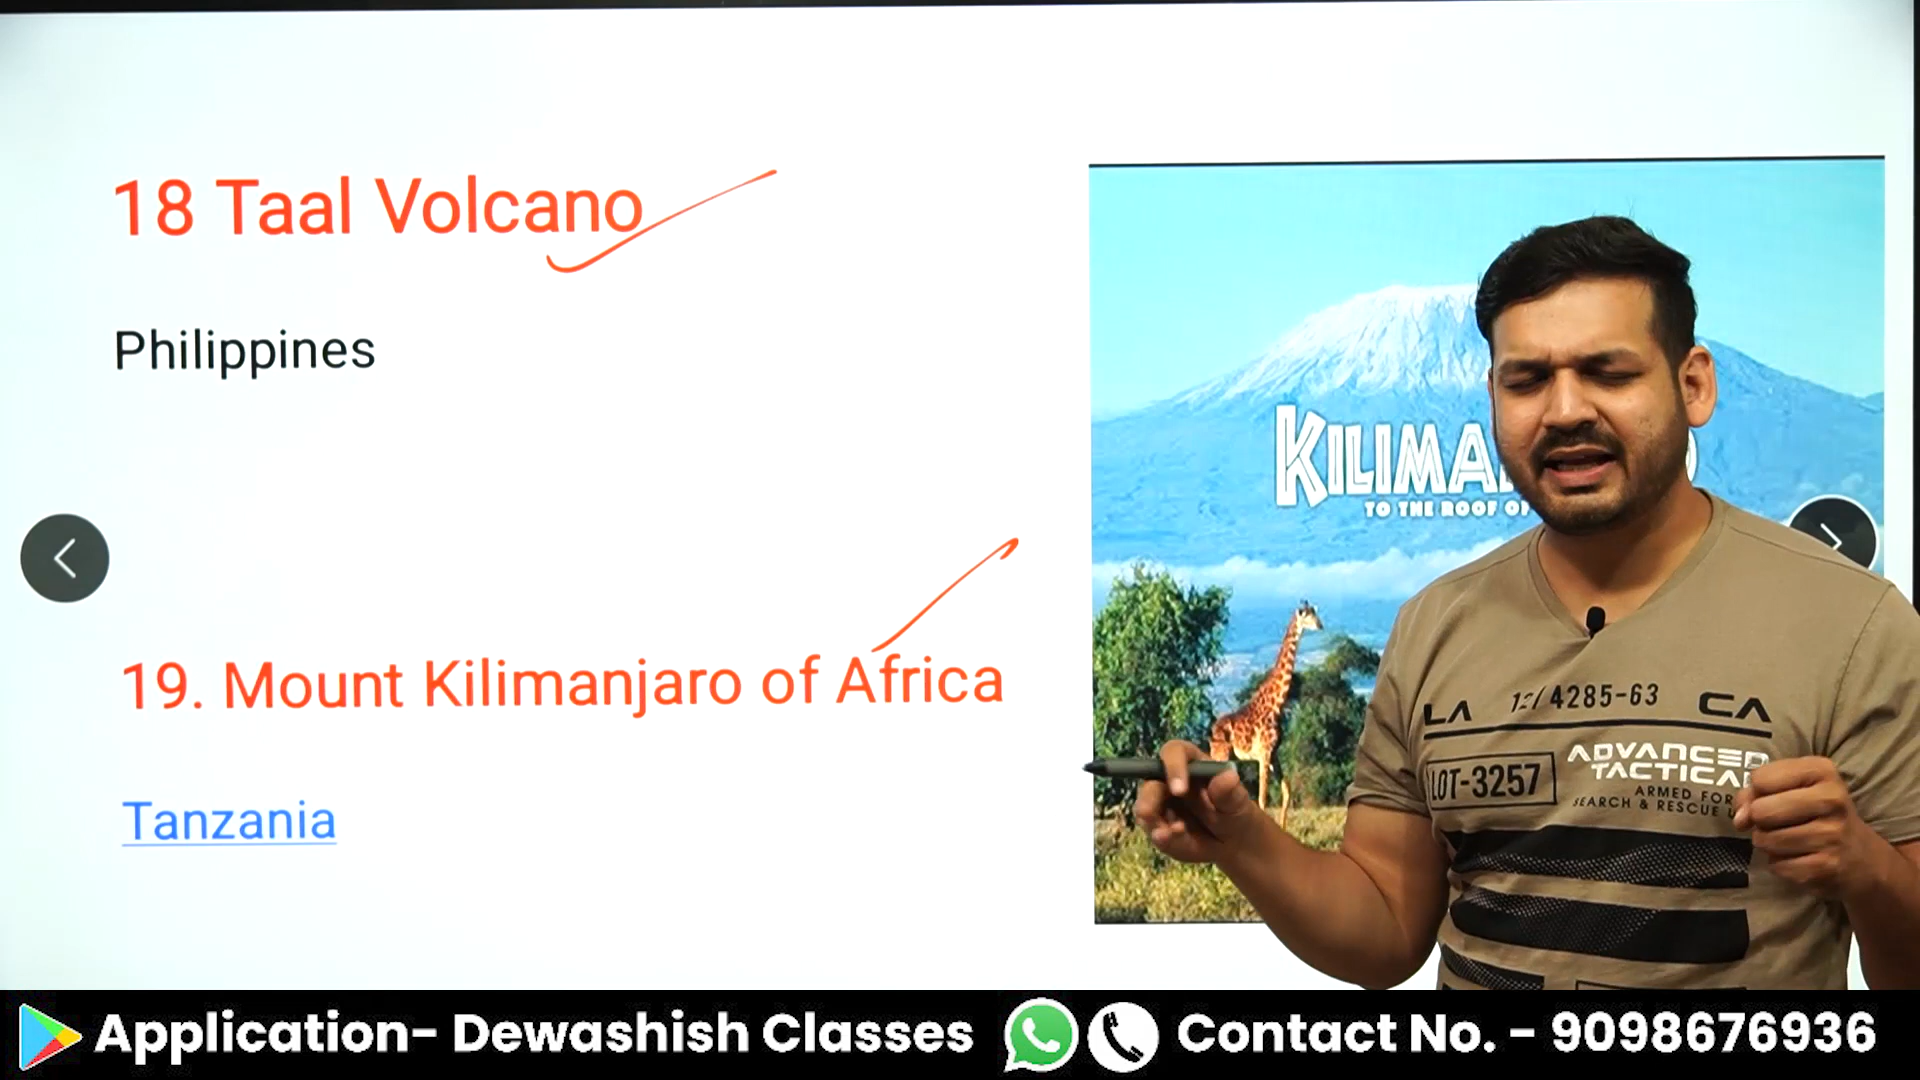 18 Taal Volcano
Philippines
19. Mount Kilimanjaro of Africa
Tanzania
KILIMA
TO THE ROOF OF
LA 4285-63 CA
LOT-3257
ADVANCED
TACTICAL
ARMED FOR
SEARCH & RESCUE
Application- Dewashish Classes
Contact No. - 9098676936